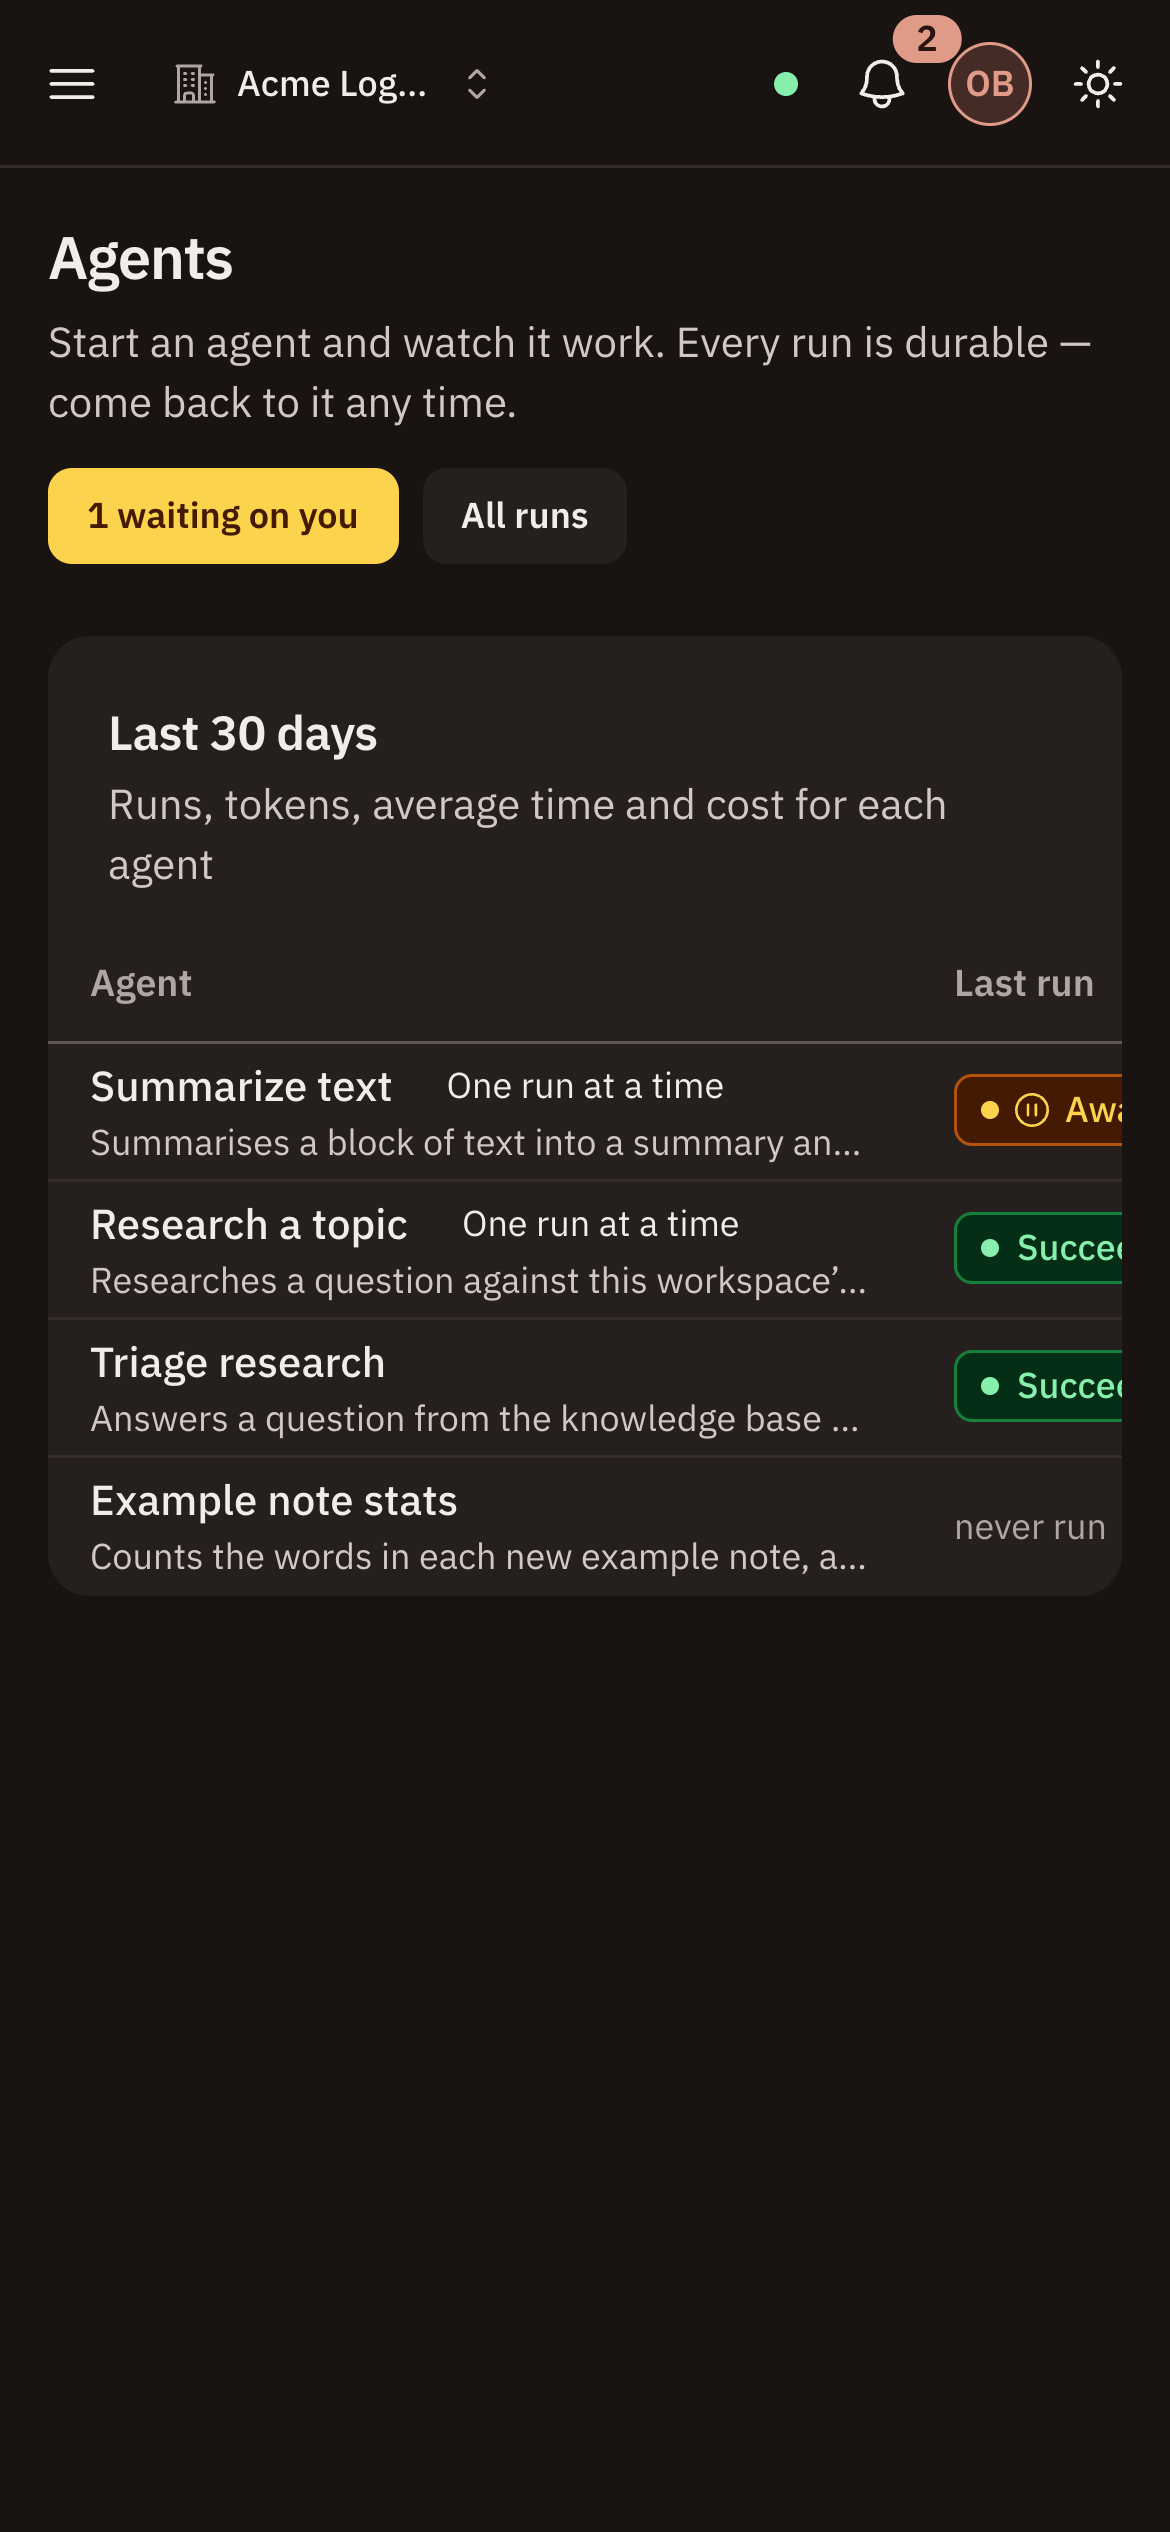 Acme Log...
2
OB
Agents
Start an agent and watch it work. Every run is durable —
come back to it any time.
1 waiting on you
All runs
Last 30 days
Runs, tokens, average time and cost for each
agent
Agent Last run
Summarize text One run at a time
Summarises a block of text into a summary an...
Awa
Research a topic One run at a time
Researches a question against this workspace’...
Succee
Triage research
Answers a question from the knowledge base ...
Succee
Example note stats
Counts the words in each new example note, a...
never run